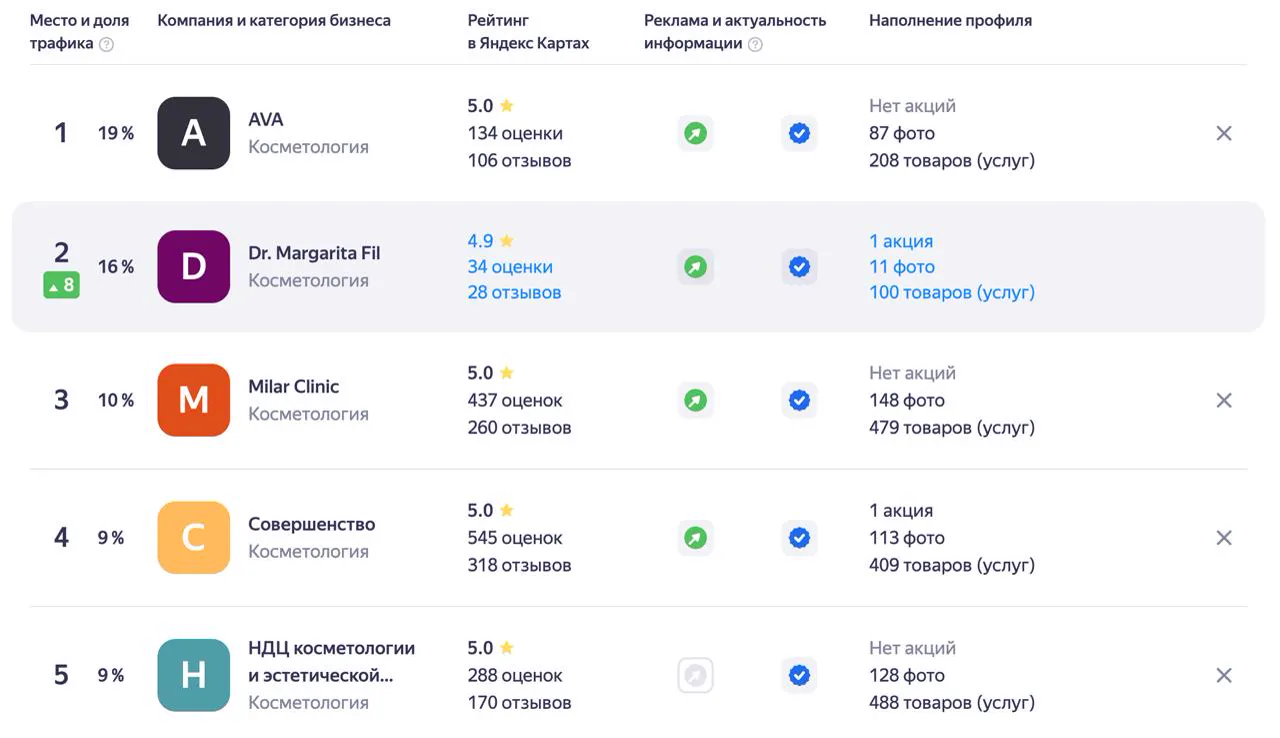 Место и доля трафика ?
Компания и категория бизнеса
Рейтинг в Яндекс Картах
Реклама и актуальность информации ?
Наполнение профиля
1
19 %
A
AVA
Косметология
5.0
134 оценки
106 отзывов
Нет акций
87 фото
208 товаров (услуг)
2
8
16 %
D
Dr. Margarita Fil
Косметология
4.9
34 оценки
28 отзывов
1 акция
11 фото
100 товаров (услуг)
3
10 %
M
Milar Clinic
Косметология
5.0
437 оценок
260 отзывов
Нет акций
148 фото
479 товаров (услуг)
4
9 %
С
Совершенство
Косметология
5.0
545 оценок
318 отзывов
1 акция
113 фото
409 товаров (услуг)
5
9 %
Н
НДЦ косметологии
и эстетической...
Косметология
5.0
288 оценок
170 отзывов
Нет акций
128 фото
488 товаров (услуг)